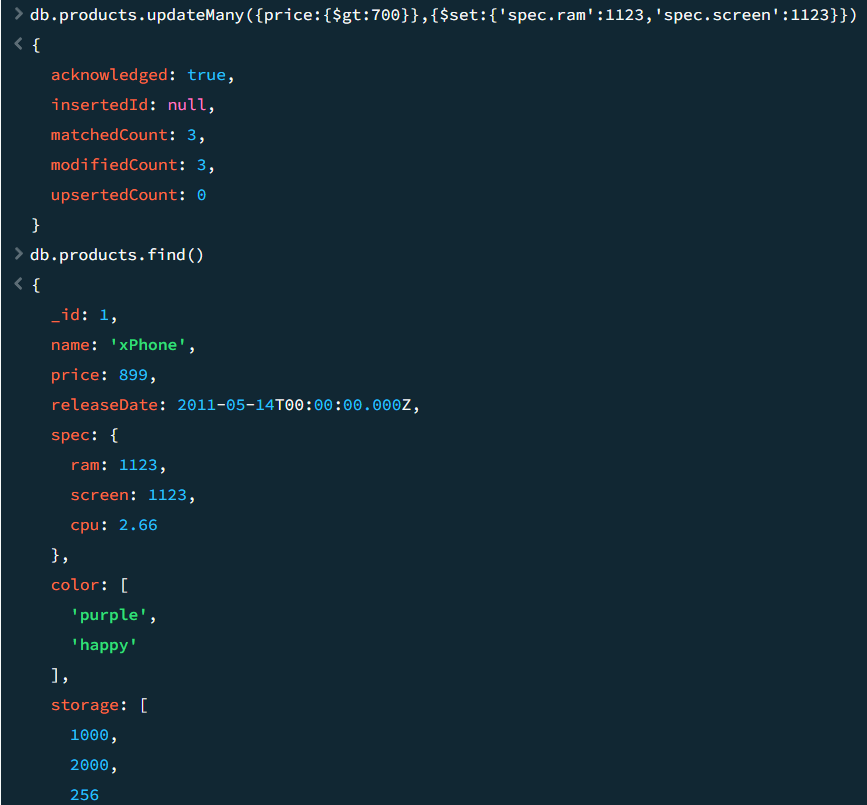 > db.products.updateMany({price:{$gt:700}},{$set:{'spec.ram':1123,'spec.screen':1123}})
< {
acknowledged: true,
insertedId: null,
matchedCount: 3,
modifiedCount: 3,
upsertedCount: 0
}
> db.products.find()
< {
_id: 1,
name: 'xPhone',
price: 899,
releaseDate: 2011-05-14T00:00:00.000Z,
spec: {
ram: 1123,
screen: 1123,
cpu: 2.66
},
color: [
'purple',
'happy'
],
storage: [
1000,
2000,
256